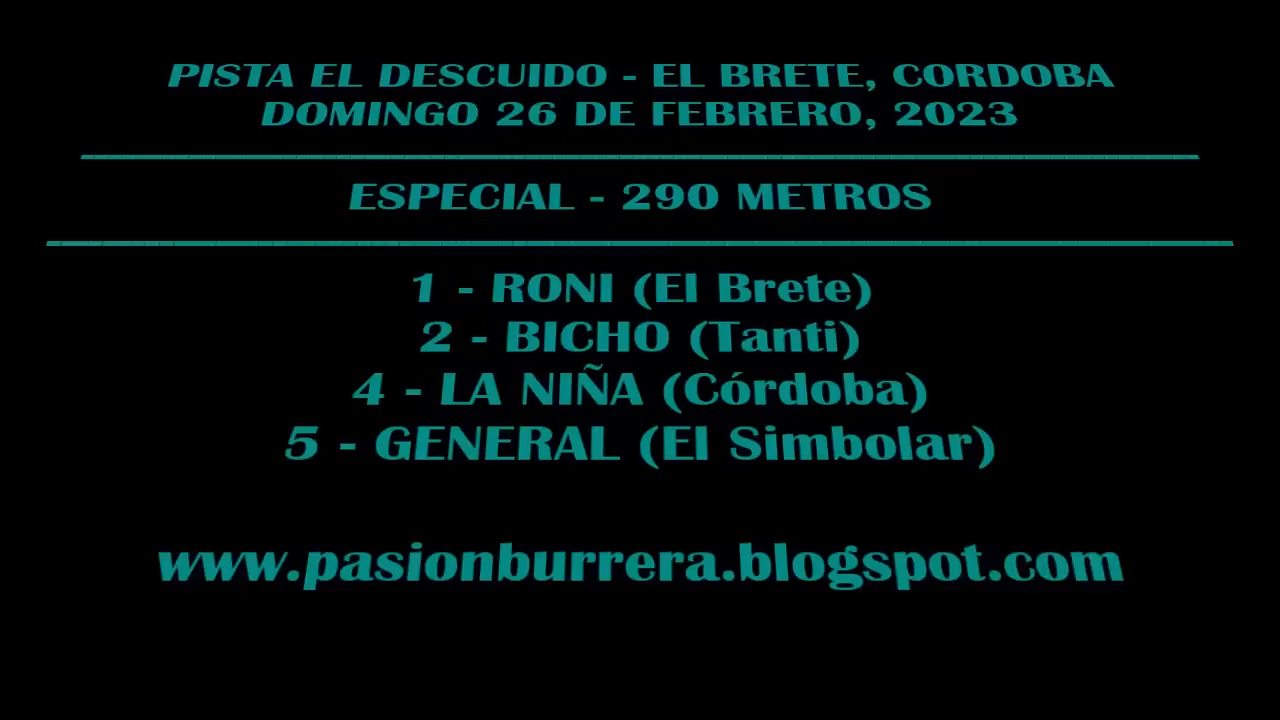 PISTA EL DESCUIDO - EL BRETE, CORDOBA
DOMINGO 26 DE FEBRERO, 2023
ESPECIAL - 290 METROS
1 - RONI (El Brete)
2 - BICHO (Tanti)
4 - LA NIÑA (Córdoba)
5 - GENERAL (El Simbolar)
www.pasionburrera.blogspot.com